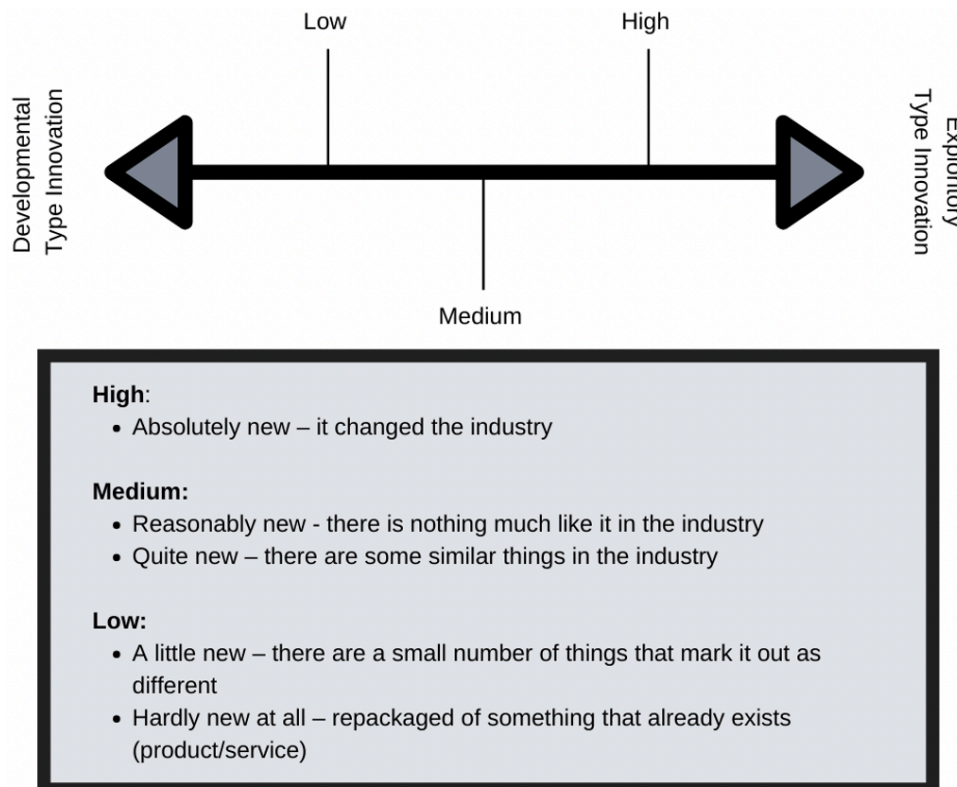 Low
High
Developmental
Type Innovation
Exploritory
Type Innovation
Medium
High:
• Absolutely new – it changed the industry
Medium:
• Reasonably new - there is nothing much like it in the industry
• Quite new – there are some similar things in the industry
Low:
• A little new – there are a small number of things that mark it out as
different
• Hardly new at all – repackaged of something that already exists
(product/service)